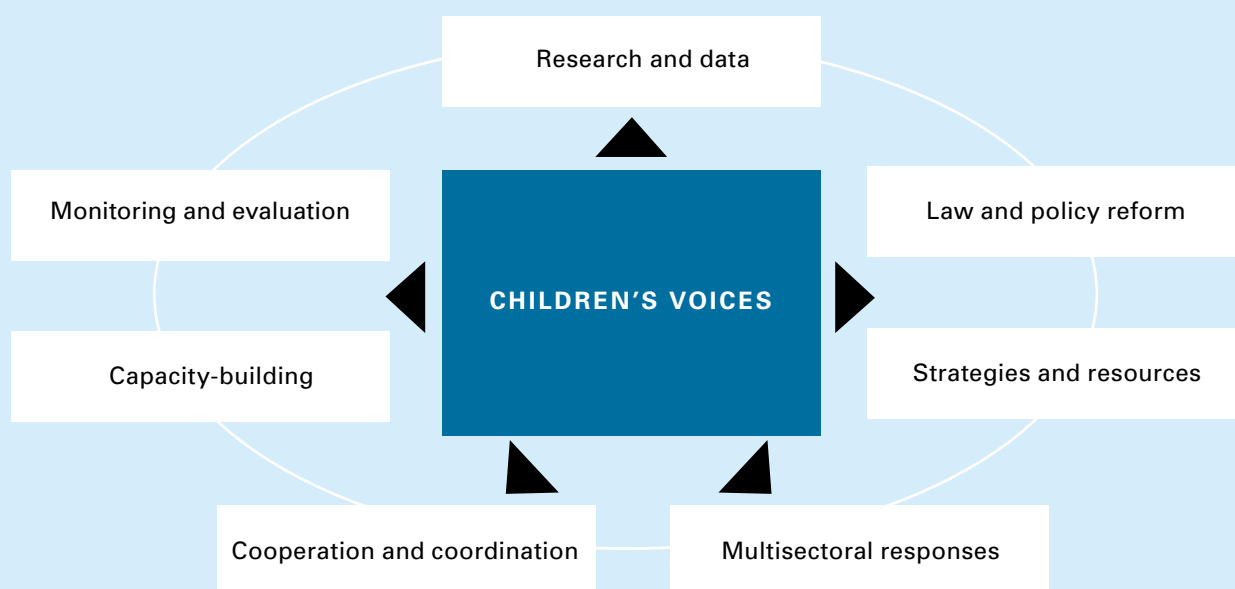 Research and data
Monitoring and evaluation
Law and policy reform
CHILDREN'S VOICES
Capacity-building
Strategies and resources
Cooperation and coordination
Multisectoral responses